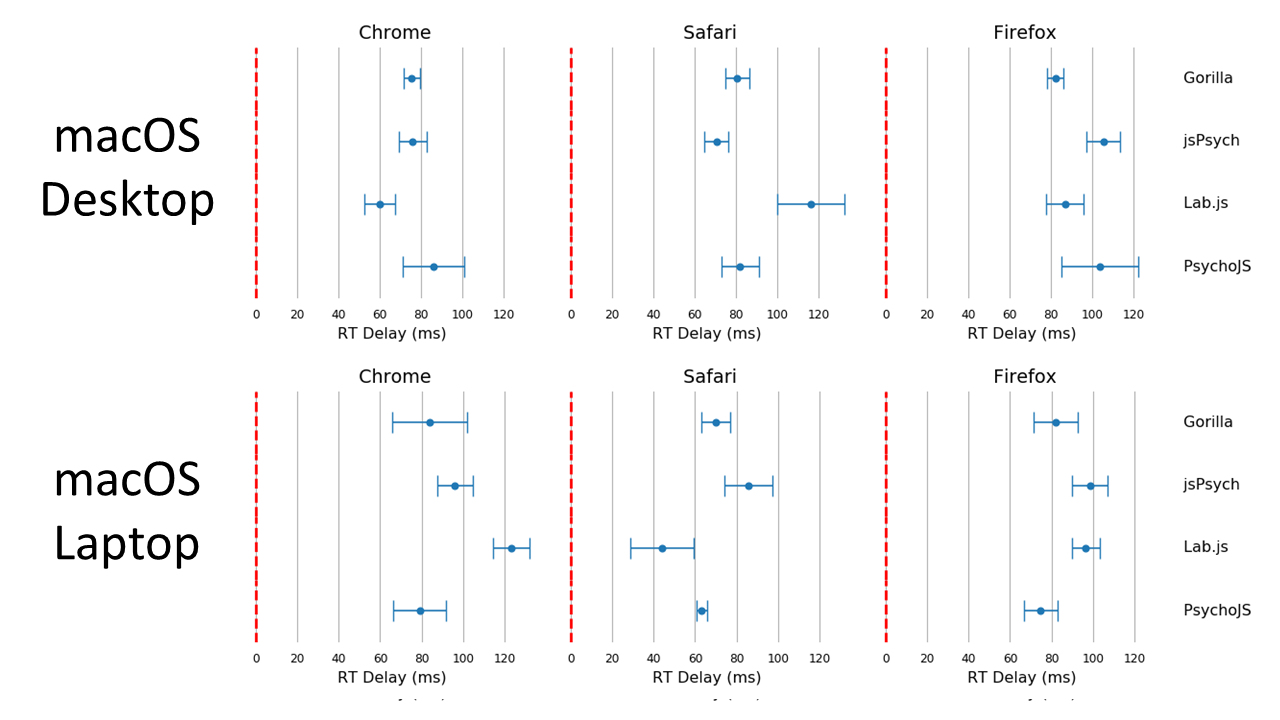 Chrome Safari Firefox
macOS
Desktop
Gorilla
jsPsych
Lab.js
PsychoJS
0 20 40 60 80 100 120 0 20 40 60 80 100 120 0 20 40 60 80 100 120
RT Delay (ms) RT Delay (ms) RT Delay (ms)
Chrome Safari Firefox
macOS
Laptop
Gorilla
jsPsych
Lab.js
PsychoJS
0 20 40 60 80 100 120 0 20 40 60 80 100 120 0 20 40 60 80 100 120
RT Delay (ms) RT Delay (ms) RT Delay (ms)